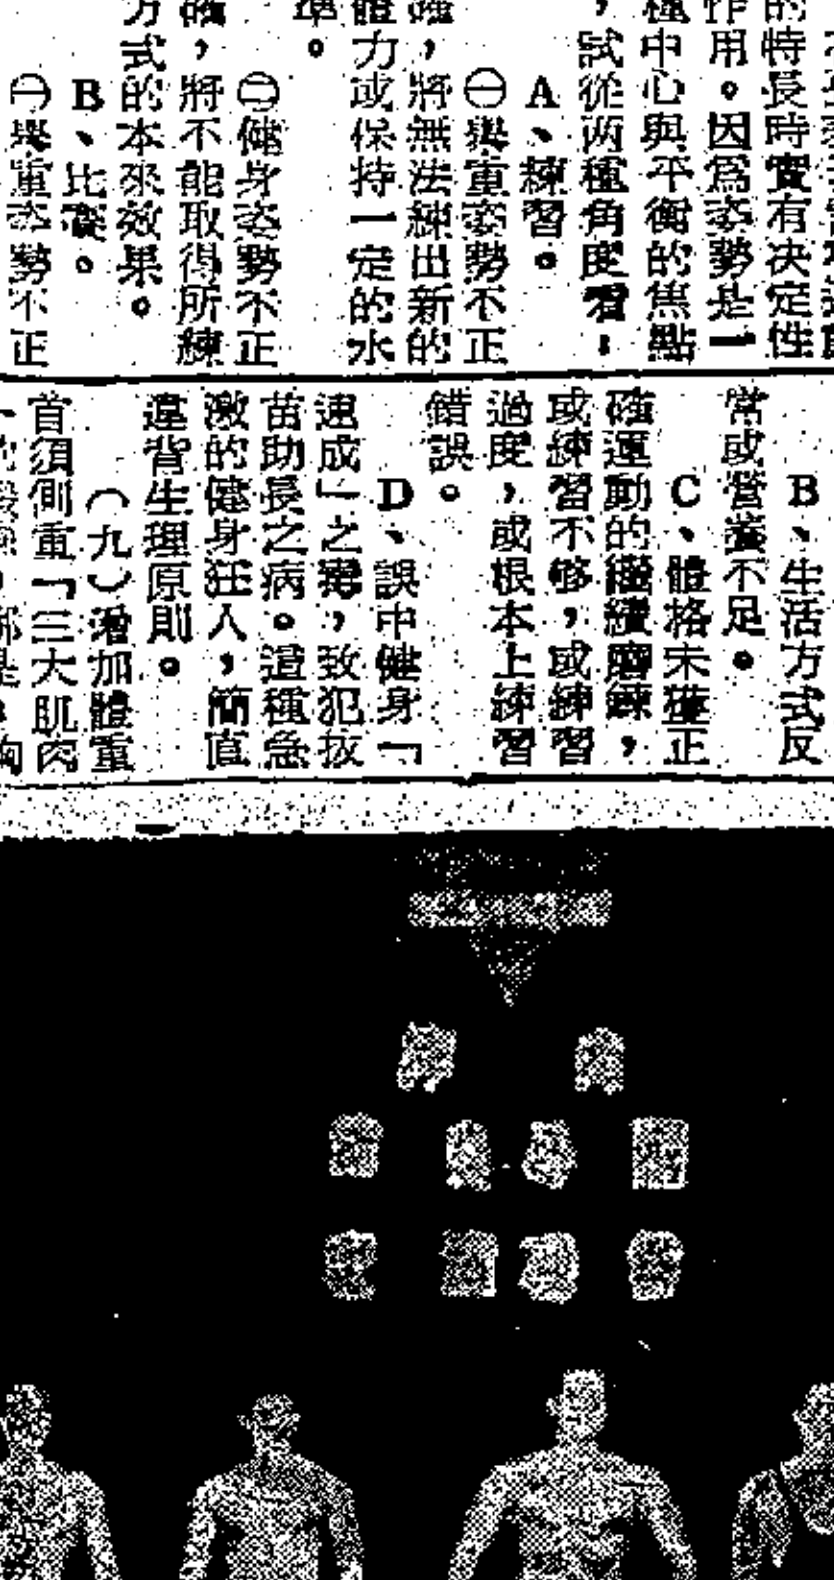 的特長時實有決定性
作用。因爲姿勢是一
種中心與平衡的焦點
，試從两種角度看：
A、練習。
㊀舉重姿勢不正
確，將無法練出新的
體力或保持一定的水
準。
㊁健身姿勢不正
確，將不能取得所練
方式的本來效果。
B、比賽。
㊀舉重姿勢不正
B、生活方式反
常或營養不足。
C、體格未碰正
確運動的繼續磨練，
或練習不够，或練習
過度，或根本上練習
錯誤。
D、誤中健身「
速成」之毒，致犯拔
苗助長之病。這種急
激的健身狂人，簡直
違背生理原則。
（九）增加體重
首須側重「三大肌肉